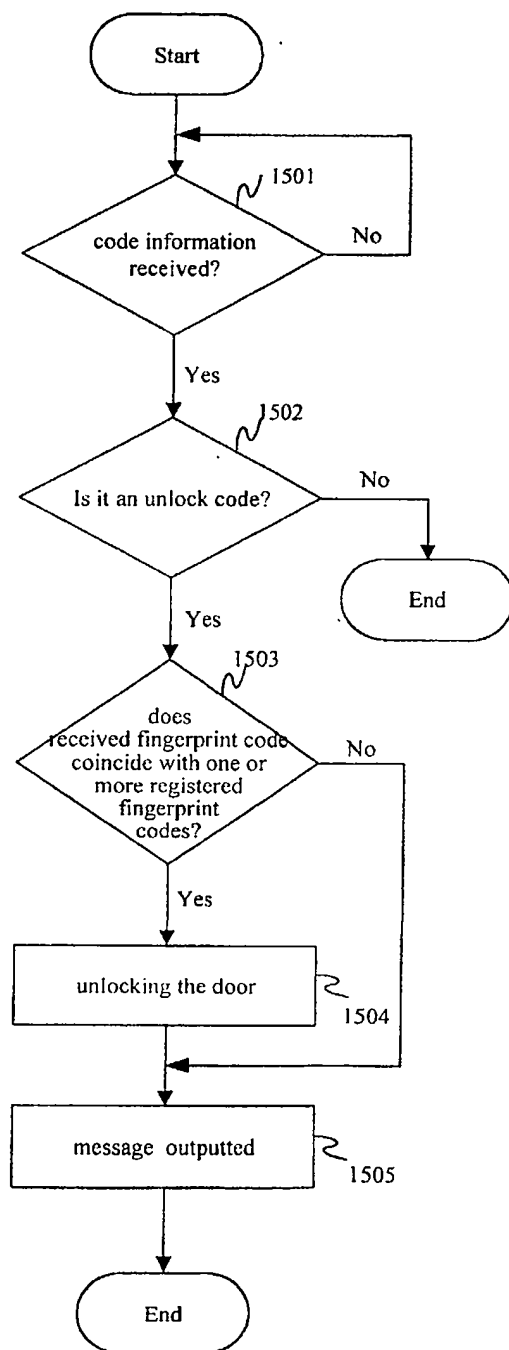 Start
1501
code information
received?
No
Yes
1502
Is it an unlock code?
No
End
Yes
1503
does
received fingerprint code
coincide with one or
more registered
fingerprint
codes?
No
Yes
unlocking the door
1504
message outputted
1505
End